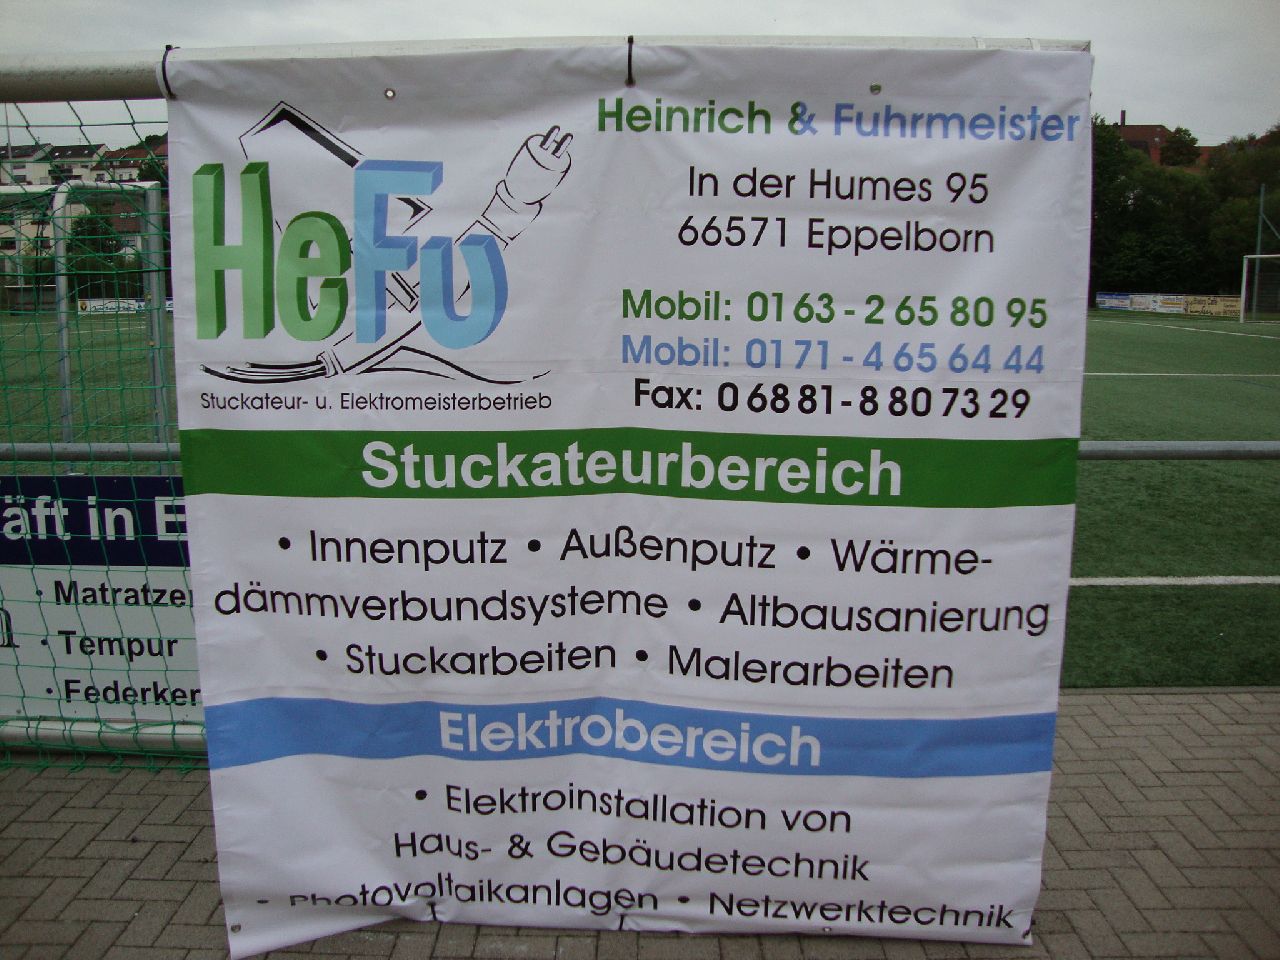 HeFu
Stuckateur- u. Elektromeisterbetrieb
Heinrich & Fuhrmeister
In der Humes 95
66571 Eppelborn
Mobil: 0163 - 2 65 80 95
Mobil: 0171 - 4 65 64 44
Fax: 0 68 81 - 8 80 73 29
Stuckateurbereich
• Innenputz • Außenputz • Wärme-
dämmverbundsysteme • Altbausanierung
• Stuckarbeiten • Malerarbeiten
Elektrobereich
• Elektroinstallation von
Haus- & Gebäudetechnik
• Photovoltaikanlagen • Netzwerktechnik
äft in E
• Matratze
• Tempur
• Federker